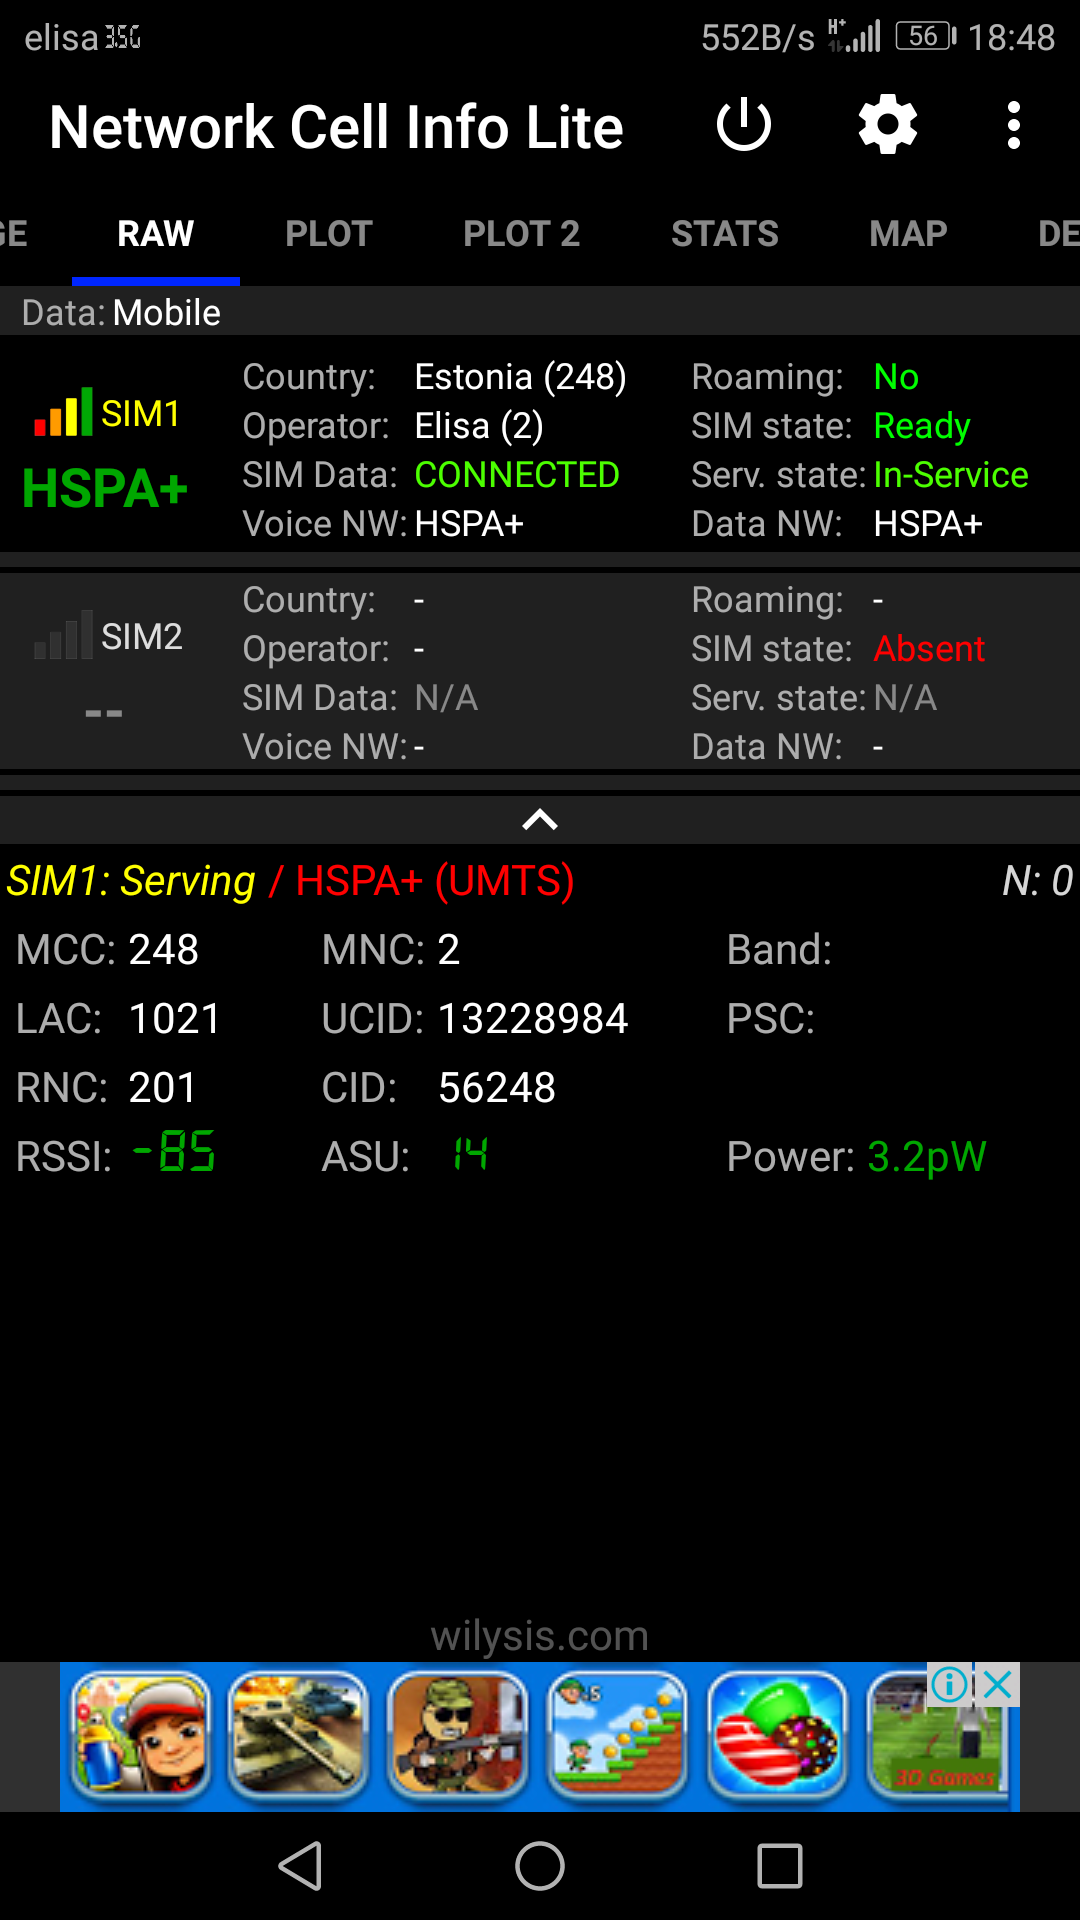 elisa 3.5G 552B/s H+ 56 18:48
Network Cell Info Lite
GE RAW PLOT PLOT 2 STATS MAP DE
Data: Mobile
Country: Estonia (248) Roaming: No
SIM1
Operator: Elisa (2) SIM state: Ready
HSPA+
SIM Data: CONNECTED Serv. state: In-Service
Voice NW: HSPA+ Data NW: HSPA+
Country: - Roaming: -
SIM2
Operator: - SIM state: Absent
SIM Data: N/A Serv. state: N/A
--
Voice NW: - Data NW: -
SIM1: Serving / HSPA+ (UMTS) N: 0
MCC: 248 MNC: 2 Band:
LAC: 1021 UCID: 13228984 PSC:
RNC: 201 CID: 56248
RSSI: -85 ASU: 14 Power: 3.2pW
wilysis.com
3D Games